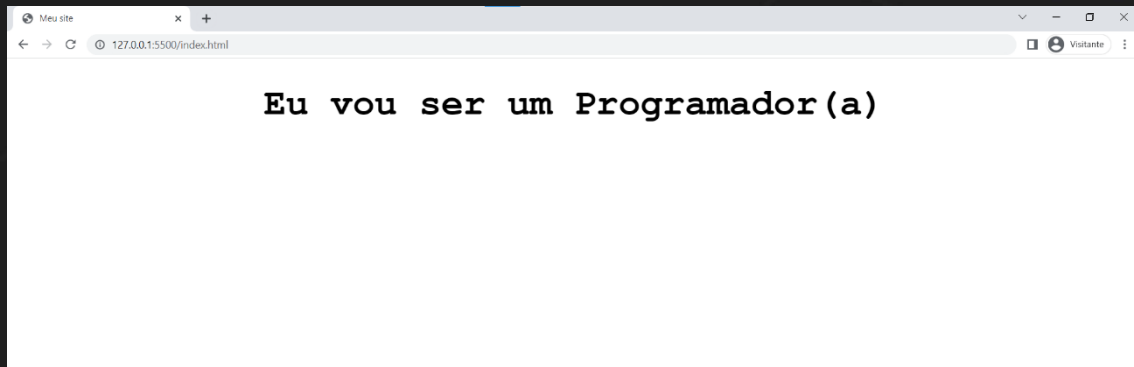 Meu site
127.0.0.1:5500/index.html
Visitante
Eu vou ser um Programador(a)